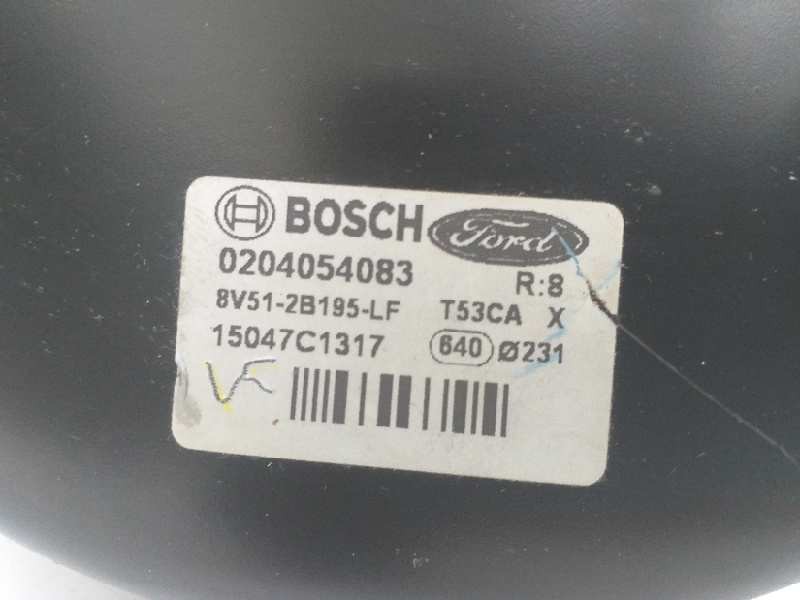 BOSCH Ford
0204054083 R:8
8V51-2B195-LF T53CA X
15047C1317 640 Ø231